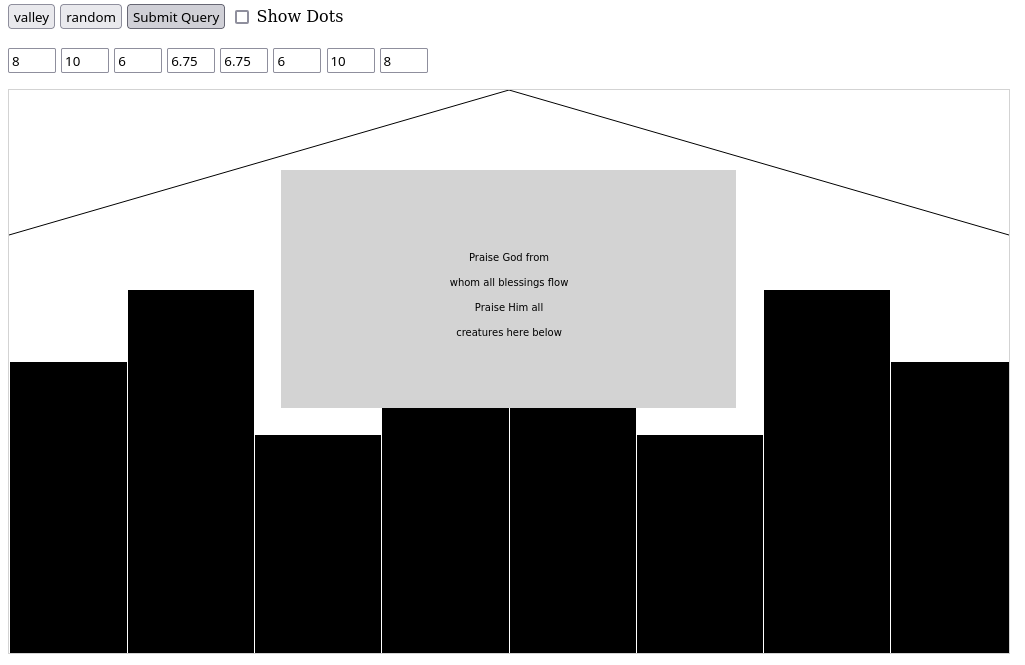 valley random Submit Query Show Dots
8 10 6 6.75 6.75 6 10 8
Praise God from
whom all blessings flow
Praise Him all
creatures here below